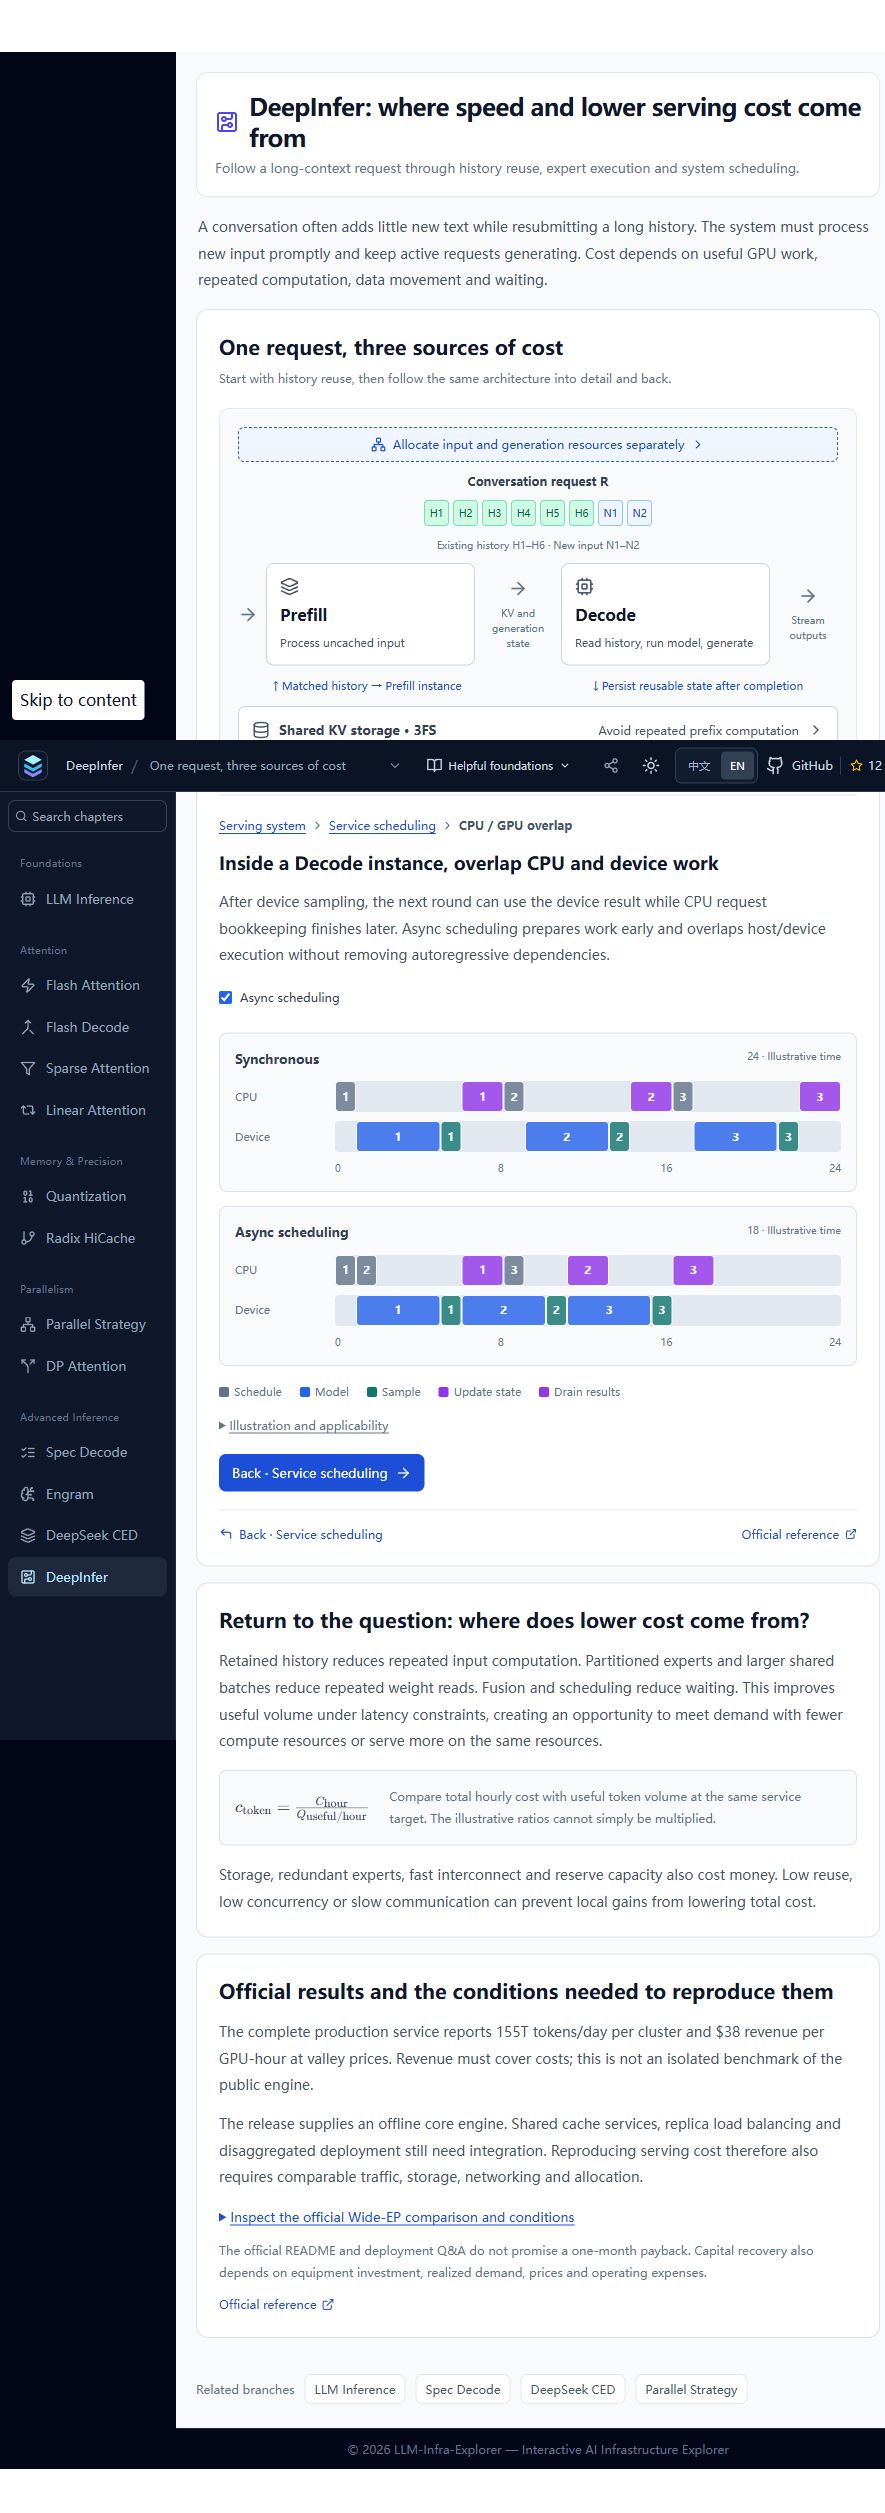 DeepInfer: where speed and lower serving cost come
from
Follow a long-context request through history reuse, expert execution and system scheduling.
A conversation often adds little new text while resubmitting a long history. The system must process
new input promptly and keep active requests generating. Cost depends on useful GPU work,
repeated computation, data movement and waiting.
One request, three sources of cost
Start with history reuse, then follow the same architecture into detail and back.
Allocate input and generation resources separately
Conversation request R
H1 H2 H3 H4 H5 H6 N1 N2
Existing history H1–H6 · New input N1–N2
Prefill
Process uncached input
KV and
generation
state
Decode
Read history, run model, generate
Stream
outputs
↑ Matched history → Prefill instance
↓ Persist reusable state after completion
Skip to content
Shared KV storage • 3FS
Avoid repeated prefix computation
DeepInfer / One request, three sources of cost
Helpful foundations
中文
EN
GitHub
12
Search chapters
Foundations
LLM Inference
Attention
Flash Attention
Flash Decode
Sparse Attention
Linear Attention
Memory & Precision
Quantization
Radix HiCache
Parallelism
Parallel Strategy
DP Attention
Advanced Inference
Spec Decode
Engram
DeepSeek CED
DeepInfer
Serving system > Service scheduling > CPU / GPU overlap
Inside a Decode instance, overlap CPU and device work
After device sampling, the next round can use the device result while CPU request
bookkeeping finishes later. Async scheduling prepares work early and overlaps host/device
execution without removing autoregressive dependencies.
Async scheduling
Synchronous
24 · Illustrative time
CPU
1 1 2 2 3 3
Device
1 1 2 2 3 3
0 8 16 24
Async scheduling
18 · Illustrative time
CPU
1 2 1 3 2 3
Device
1 1 2 2 3 3
0 8 16 24
Schedule Model Sample Update state Drain results
Illustration and applicability
Back · Service scheduling →
Back · Service scheduling
Official reference
Return to the question: where does lower cost come from?
Retained history reduces repeated input computation. Partitioned experts and larger shared
batches reduce repeated weight reads. Fusion and scheduling reduce waiting. This improves
useful volume under latency constraints, creating an opportunity to meet demand with fewer
compute resources or serve more on the same resources.
c_token = C_hour / Q_useful/hour
Compare total hourly cost with useful token volume at the same service
target. The illustrative ratios cannot simply be multiplied.
Storage, redundant experts, fast interconnect and reserve capacity also cost money. Low reuse,
low concurrency or slow communication can prevent local gains from lowering total cost.
Official results and the conditions needed to reproduce them
The complete production service reports 155T tokens/day per cluster and $38 revenue per
GPU-hour at valley prices. Revenue must cover costs; this is not an isolated benchmark of the
public engine.
The release supplies an offline core engine. Shared cache services, replica load balancing and
disaggregated deployment still need integration. Reproducing serving cost therefore also
requires comparable traffic, storage, networking and allocation.
Inspect the official Wide-EP comparison and conditions
The official README and deployment Q&A do not promise a one-month payback. Capital recovery also
depends on equipment investment, realized demand, prices and operating expenses.
Official reference
Related branches
LLM Inference
Spec Decode
DeepSeek CED
Parallel Strategy
© 2026 LLM-Infra-Explorer — Interactive AI Infrastructure Explorer